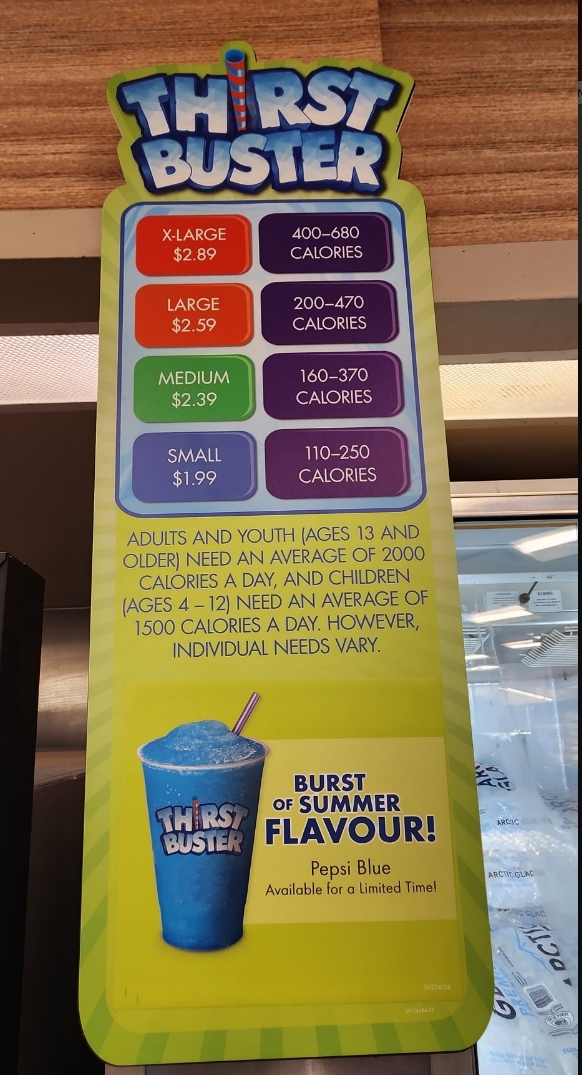 THIRST
BUSTER
X-LARGE
$2.89
400–680
CALORIES
LARGE
$2.59
200–470
CALORIES
MEDIUM
$2.39
160–370
CALORIES
SMALL
$1.99
110–250
CALORIES
ADULTS AND YOUTH (AGES 13 AND
OLDER) NEED AN AVERAGE OF 2000
CALORIES A DAY, AND CHILDREN
(AGES 4 – 12) NEED AN AVERAGE OF
1500 CALORIES A DAY. HOWEVER,
INDIVIDUAL NEEDS VARY.
THIRST
BUSTER
BURST
OF SUMMER
FLAVOUR!
Pepsi Blue
Available for a Limited Time!
ARCTIC
ARCTIC GLAC